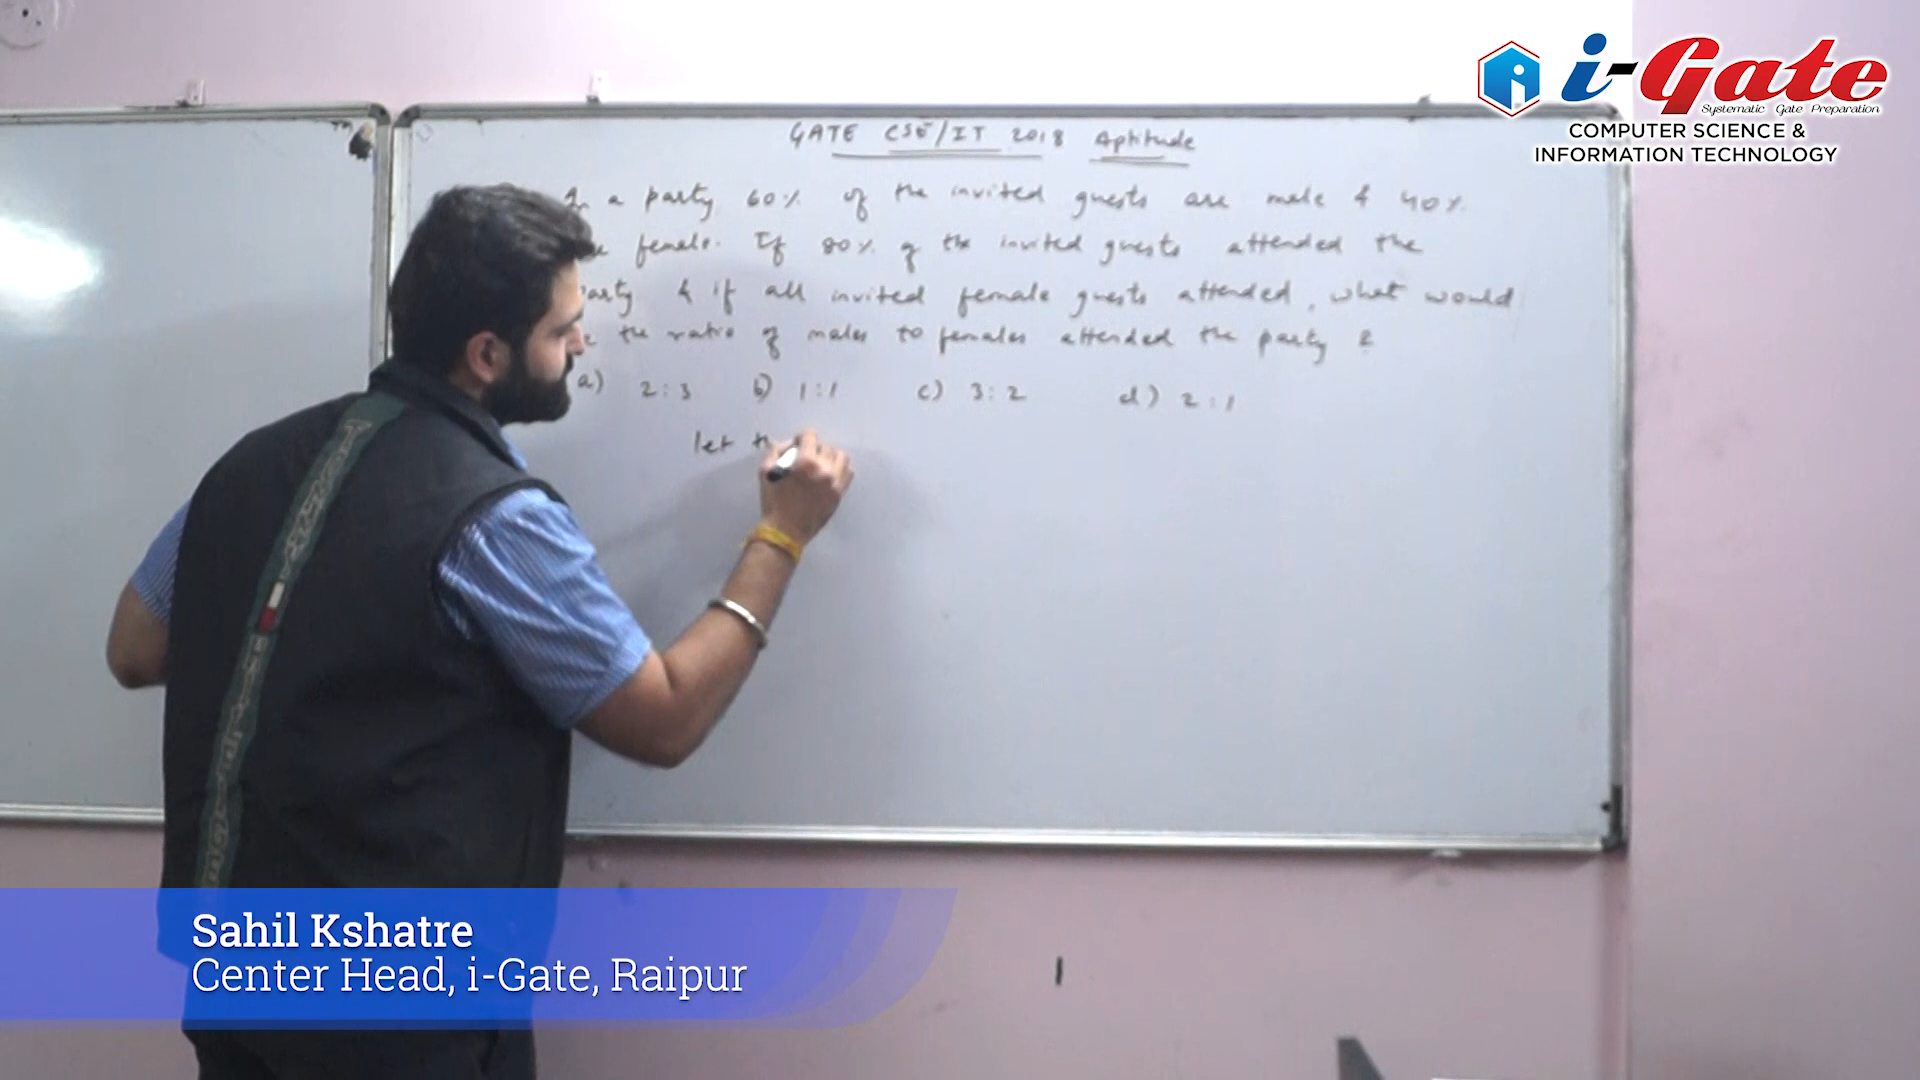 i-Gate
Systematic Gate Preparation
COMPUTER SCIENCE &
INFORMATION TECHNOLOGY
GATE CSE/IT 2018 Aptitude
In a party 60% of the invited guests are male & 40%
female. If 80% of the invited guests attended the
arty & if all invited female guests attended, what would
the ratio of males to females attended the party ?
a) 2:3 b) 1:1 c) 3:2 d) 2:1
let
Sahil Kshatre
Center Head, i-Gate, Raipur